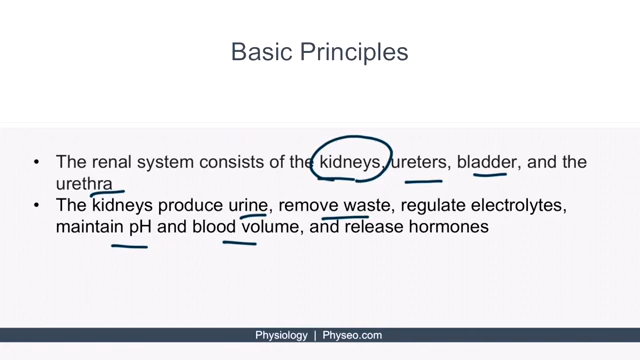 Basic Principles
• The renal system consists of the kidneys, ureters, bladder, and the
urethra
• The kidneys produce urine, remove waste, regulate electrolytes,
maintain pH and blood volume, and release hormones
Physiology | Physeo.com